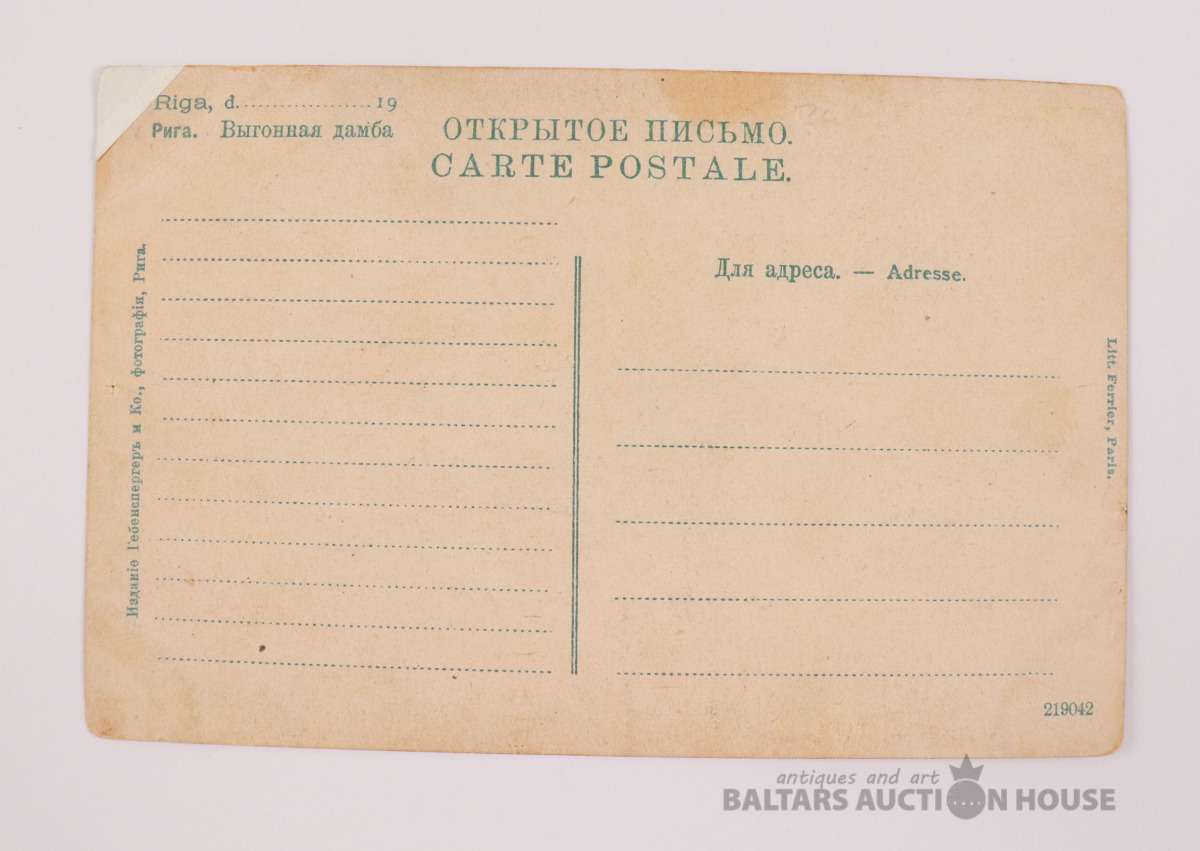 Riga, d. .................. 19
Рига. Выгонная дамба
ОТКРЫТОЕ ПИСЬМО.
CARTE POSTALE.
Для адреса. — Adresse.
Изданіе Гебенспергеръ и Ко., фотографія, Рига.
Litt. Ferrier, Paris.
219042
antiques and art
BALTARS AUCTION HOUSE